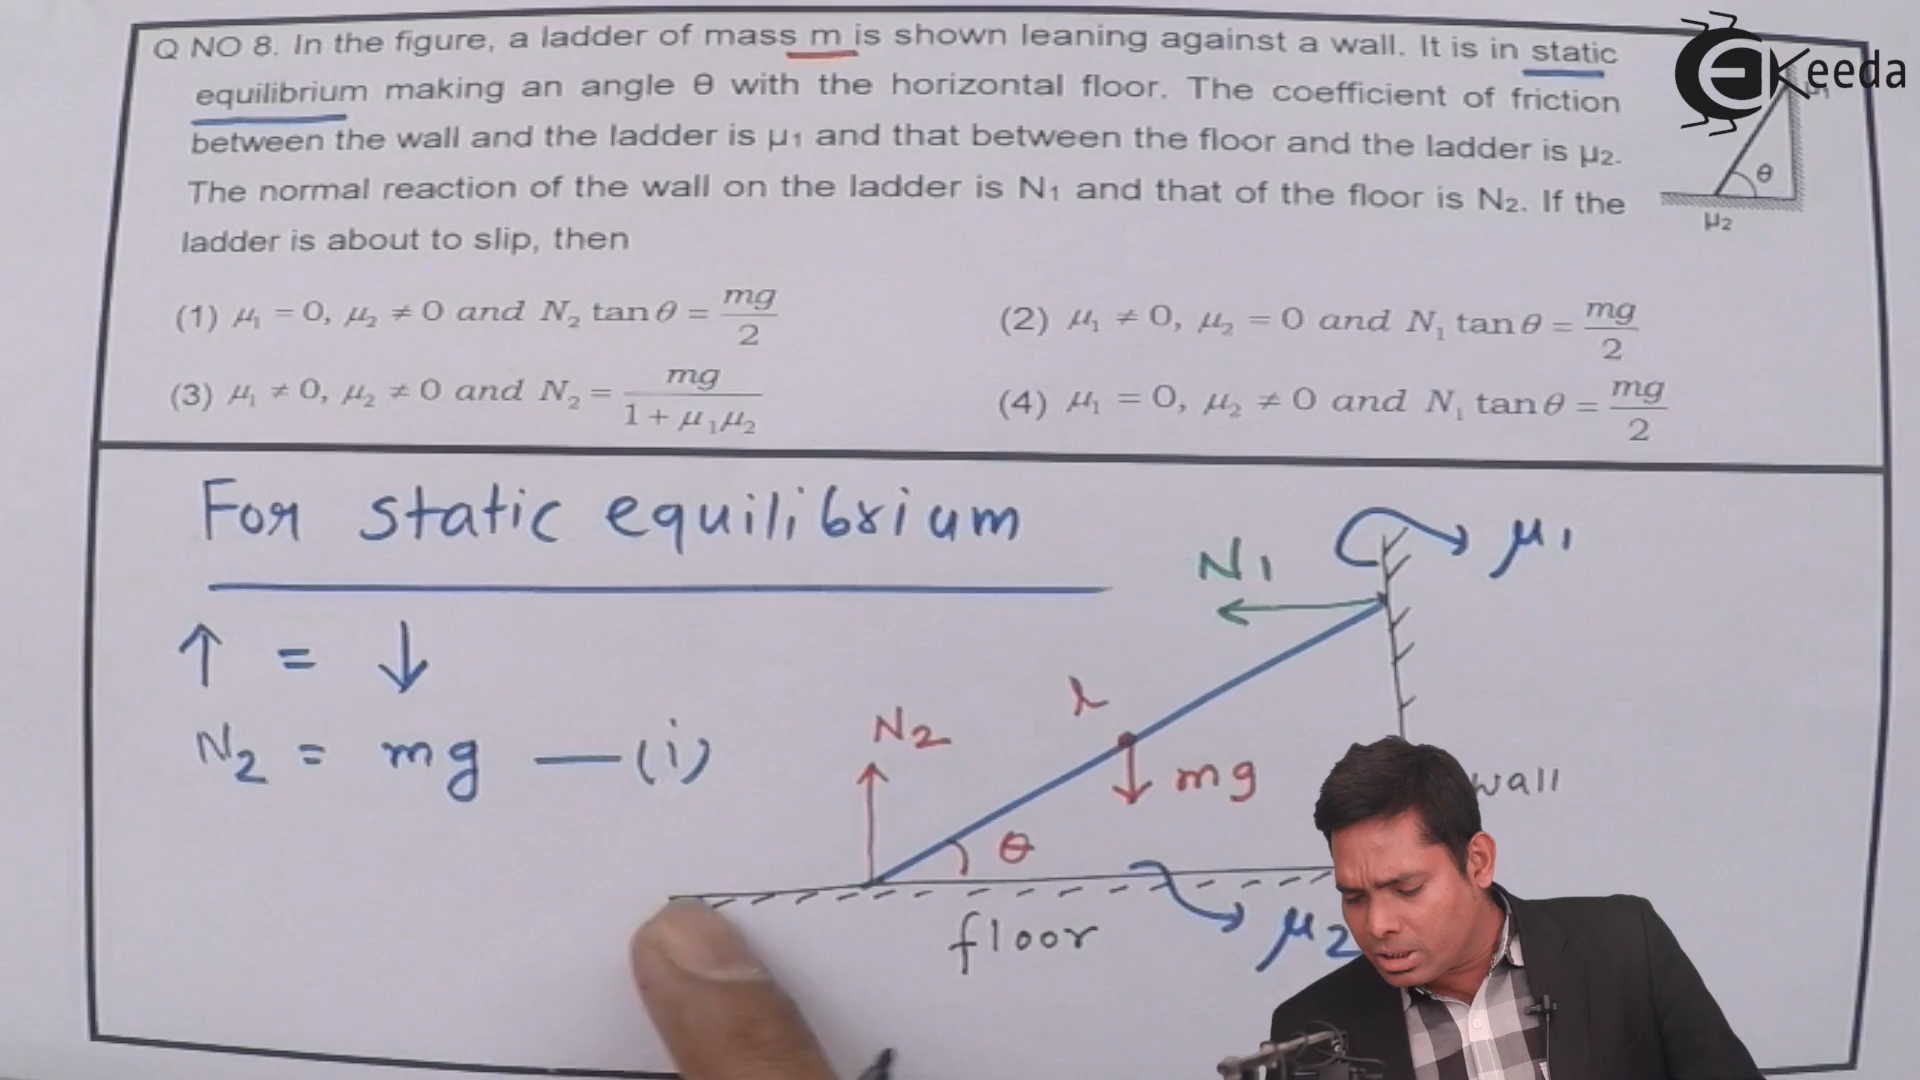 Q NO 8. In the figure, a ladder of mass m is shown leaning against a wall. It is in static
equilibrium making an angle θ with the horizontal floor. The coefficient of friction
between the wall and the ladder is μ₁ and that between the floor and the ladder is μ₂.
The normal reaction of the wall on the ladder is N₁ and that of the floor is N₂. If the
ladder is about to slip, then
(1) μ₁ = 0, μ₂ ≠ 0 and N₂ tan θ = mg/2
(2) μ₁ ≠ 0, μ₂ = 0 and N₁ tan θ = mg/2
(3) μ₁ ≠ 0, μ₂ ≠ 0 and N₂ = mg/(1 + μ₁μ₂)
(4) μ₁ = 0, μ₂ ≠ 0 and N₁ tan θ = mg/2
eKeeda
μ₁
θ
μ₂
For static equilibrium
↑ = ↓
N₂ = mg — (i)
N₁
μ₁
N₂
mg
wall
θ
floor
μ₂